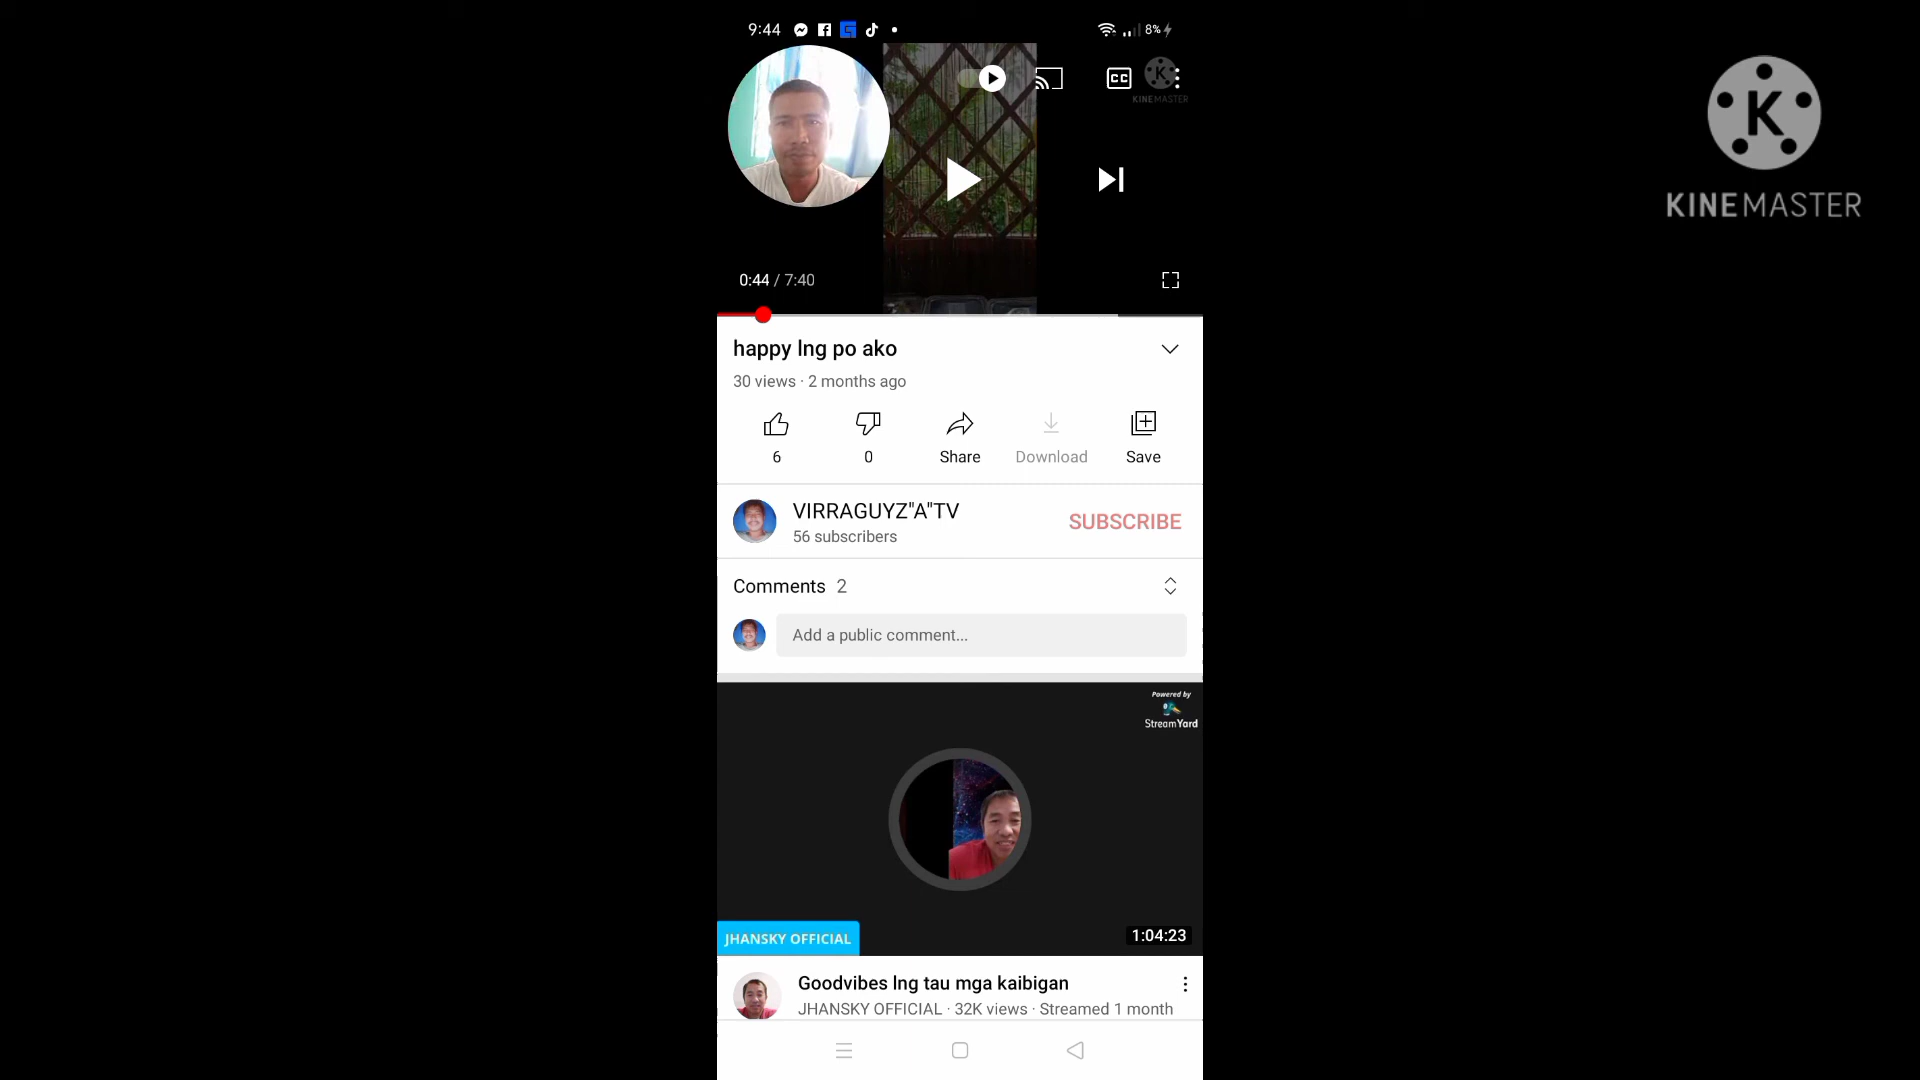 9:44
8%
KINEMASTER
KINEMASTER
0:44 / 7:40
happy lng po ako
30 views · 2 months ago
6
0
Share
Download
Save
VIRRAGUYZ"A"TV
56 subscribers
SUBSCRIBE
Comments 2
Add a public comment...
Powered by
StreamYard
JHANSKY OFFICIAL
1:04:23
Goodvibes lng tau mga kaibigan
JHANSKY OFFICIAL · 32K views · Streamed 1 month